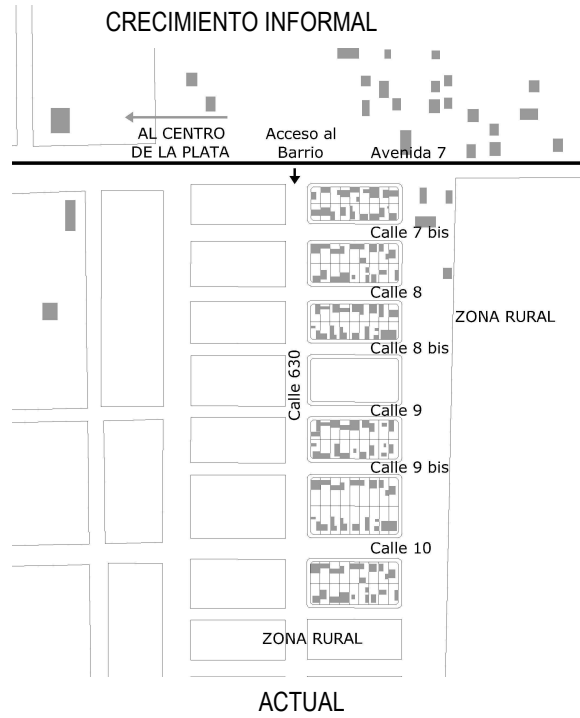 CRECIMIENTO INFORMAL
AL CENTRO
DE LA PLATA
Acceso al
Barrio
Avenida 7
Calle 7 bis
Calle 8
ZONA RURAL
Calle 8 bis
Calle 630
Calle 9
Calle 9 bis
Calle 10
ZONA RURAL
ACTUAL